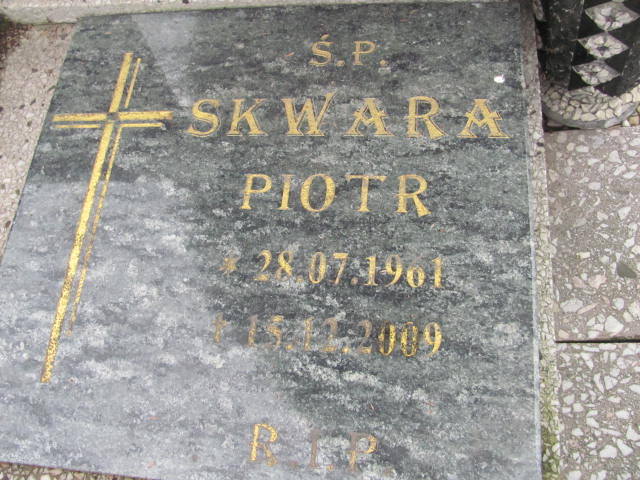 Ś.P.
SKWARA
PIOTR
* 28.07.1961
† 15.12.2009
R.I.P.